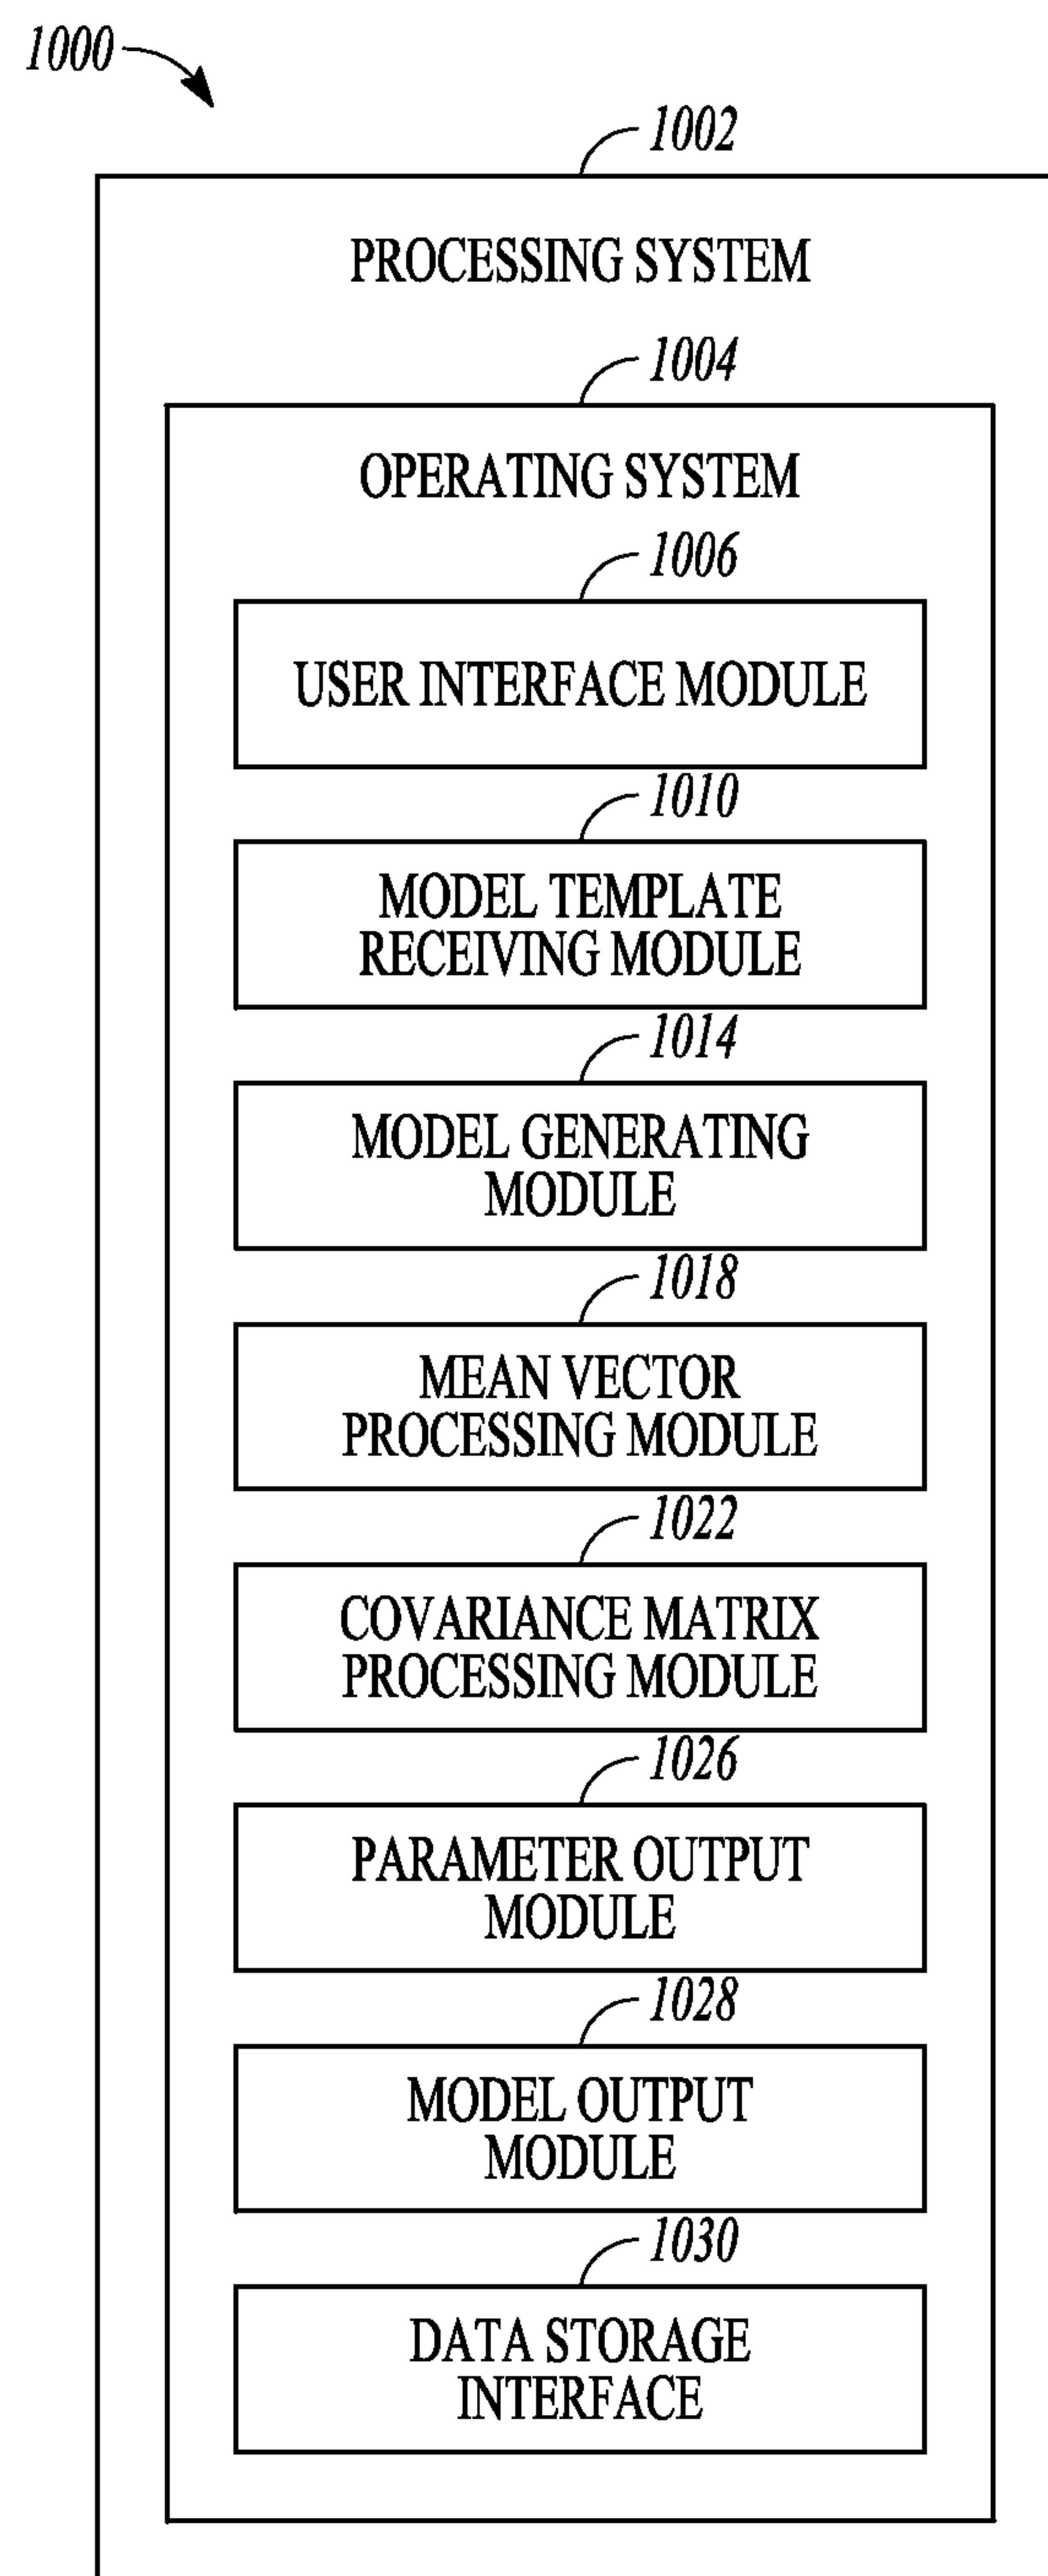 1000
1002
PROCESSING SYSTEM
1004
OPERATING SYSTEM
1006
USER INTERFACE MODULE
1010
MODEL TEMPLATE
RECEIVING MODULE
1014
MODEL GENERATING
MODULE
1018
MEAN VECTOR
PROCESSING MODULE
1022
COVARIANCE MATRIX
PROCESSING MODULE
1026
PARAMETER OUTPUT
MODULE
1028
MODEL OUTPUT
MODULE
1030
DATA STORAGE
INTERFACE